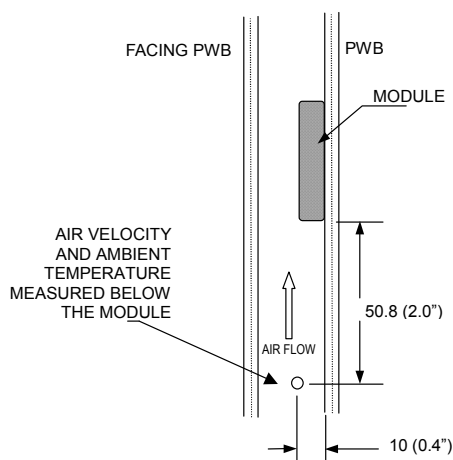 FACING PWB
PWB
MODULE
AIR VELOCITY
AND AMBIENT
TEMPERATURE
MEASURED BELOW
THE MODULE
50.8 (2.0”)
AIR FLOW
10 (0.4”)